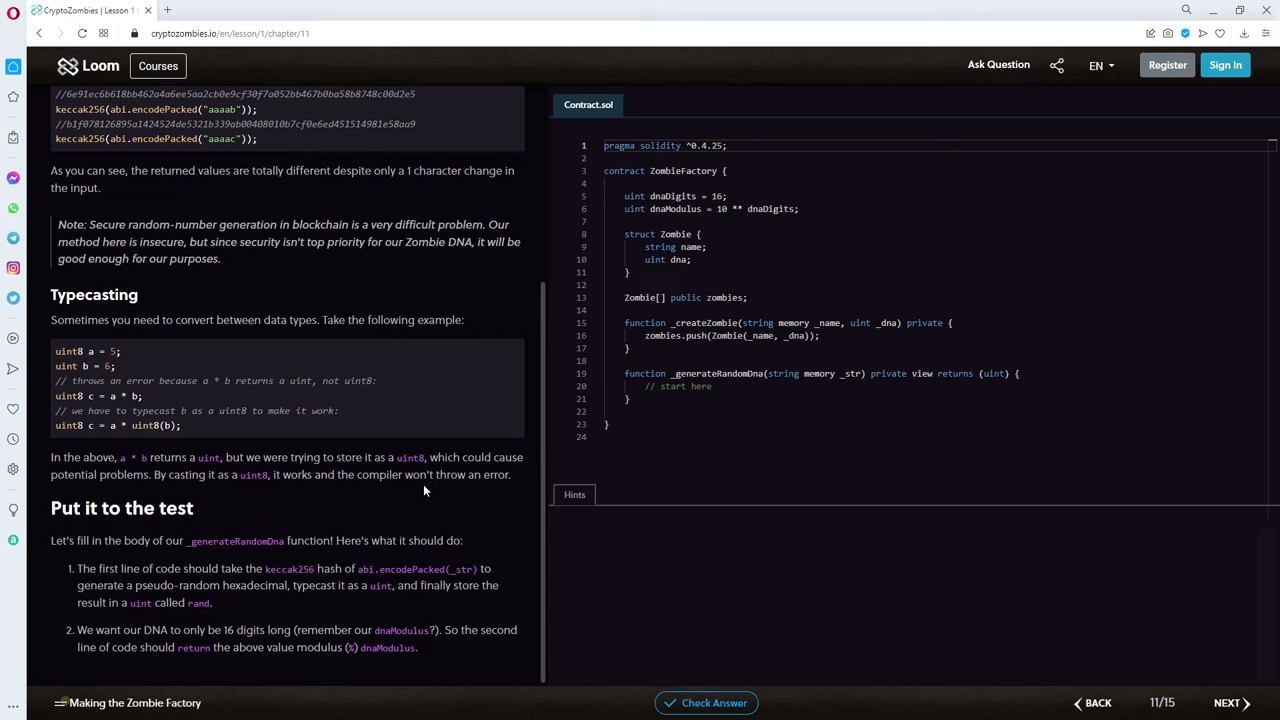 CryptoZombies | Lesson 1
cryptozombies.io/en/lesson/1/chapter/11
Loom
Courses
Ask Question
EN
Register
Sign In
//6e91ec6b618bb462a4a6ee5aa2cb0e9cf30f7a052bb467b0ba58b8748c00d2e5
keccak256(abi.encodePacked("aaaab"));
//b1f078126895a1424524de5321b339ab00408010b7cf0e6ed451514981e58aa9
keccak256(abi.encodePacked("aaaac"));
As you can see, the returned values are totally different despite only a 1 character change in
the input.
Note: Secure random-number generation in blockchain is a very difficult problem. Our
method here is insecure, but since security isn't top priority for our Zombie DNA, it will be
good enough for our purposes.
Typecasting
Sometimes you need to convert between data types. Take the following example:
uint8 a = 5;
uint b = 6;
// throws an error because a * b returns a uint, not uint8:
uint8 c = a * b;
// we have to typecast b as a uint8 to make it work:
uint8 c = a * uint8(b);
In the above, a * b returns a uint, but we were trying to store it as a uint8, which could cause
potential problems. By casting it as a uint8, it works and the compiler won't throw an error.
Put it to the test
Let's fill in the body of our _generateRandomDna function! Here's what it should do:
1. The first line of code should take the keccak256 hash of abi.encodePacked(_str) to
generate a pseudo-random hexadecimal, typecast it as a uint, and finally store the
result in a uint called rand.
2. We want our DNA to only be 16 digits long (remember our dnaModulus?). So the second
line of code should return the above value modulus (%) dnaModulus.
Contract.sol
1 pragma solidity ^0.4.25;
2
3 contract ZombieFactory {
4
5 uint dnaDigits = 16;
6 uint dnaModulus = 10 ** dnaDigits;
7
8 struct Zombie {
9 string name;
10 uint dna;
11 }
12
13 Zombie[] public zombies;
14
15 function _createZombie(string memory _name, uint _dna) private {
16 zombies.push(Zombie(_name, _dna));
17 }
18
19 function _generateRandomDna(string memory _str) private view returns (uint) {
20 // start here
21 }
22
23 }
24
Hints
Making the Zombie Factory
Check Answer
BACK
11/15
NEXT